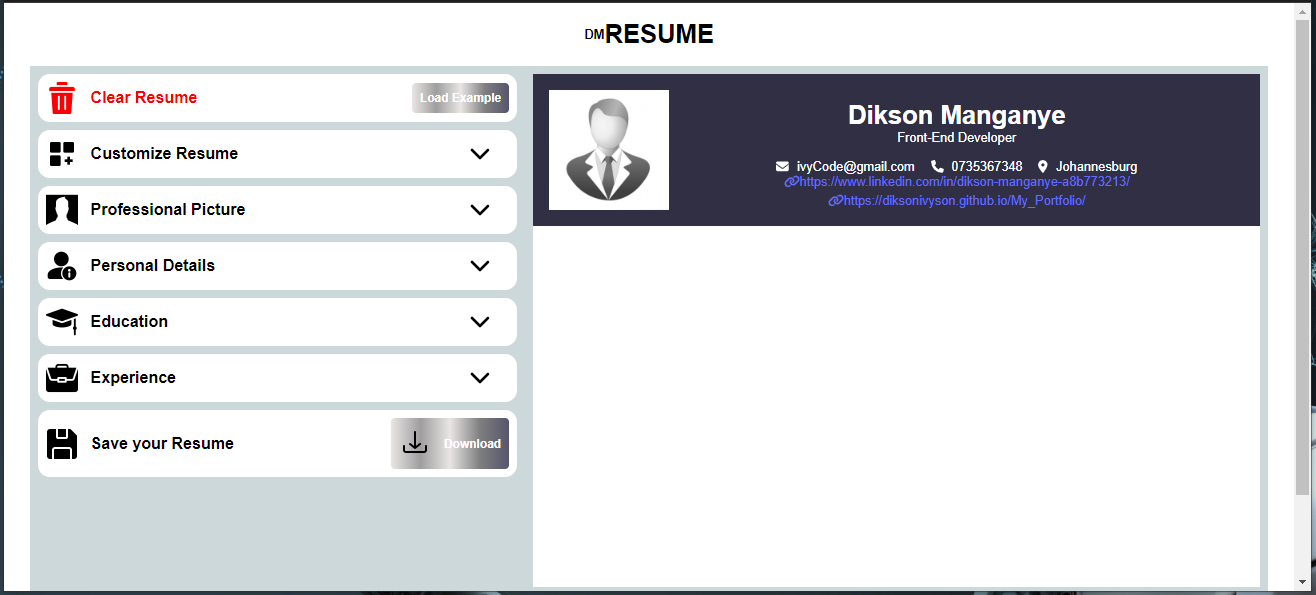 DMRESUME
Clear Resume
Load Example
Customize Resume
Professional Picture
Personal Details
Education
Experience
Save your Resume
Download
Dikson Manganye
Front-End Developer
ivyCode@gmail.com 0735367348 Johannesburg
https://www.linkedin.com/in/dikson-manganye-a8b773213/
https://diksonivyson.github.io/My_Portfolio/